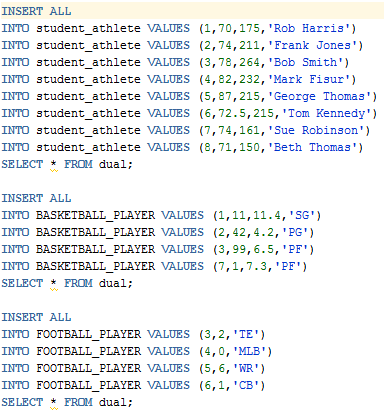 INSERT ALL
INTO student_athlete VALUES (1,70,175,'Rob Harris')
INTO student_athlete VALUES (2,74,211,'Frank Jones')
INTO student_athlete VALUES (3,78,264,'Bob Smith')
INTO student_athlete VALUES (4,82,232,'Mark Fisur')
INTO student_athlete VALUES (5,87,215,'George Thomas')
INTO student_athlete VALUES (6,72.5,215,'Tom Kennedy')
INTO student_athlete VALUES (7,74,161,'Sue Robinson')
INTO student_athlete VALUES (8,71,150,'Beth Thomas')
SELECT * FROM dual;
INSERT ALL
INTO BASKETBALL_PLAYER VALUES (1,11,11.4,'SG')
INTO BASKETBALL_PLAYER VALUES (2,42,4.2,'PG')
INTO BASKETBALL_PLAYER VALUES (3,99,6.5,'PF')
INTO BASKETBALL_PLAYER VALUES (7,1,7.3,'PF')
SELECT * FROM dual;
INSERT ALL
INTO FOOTBALL_PLAYER VALUES (3,2,'TE')
INTO FOOTBALL_PLAYER VALUES (4,0,'MLB')
INTO FOOTBALL_PLAYER VALUES (5,6,'WR')
INTO FOOTBALL_PLAYER VALUES (6,1,'CB')
SELECT * FROM dual;